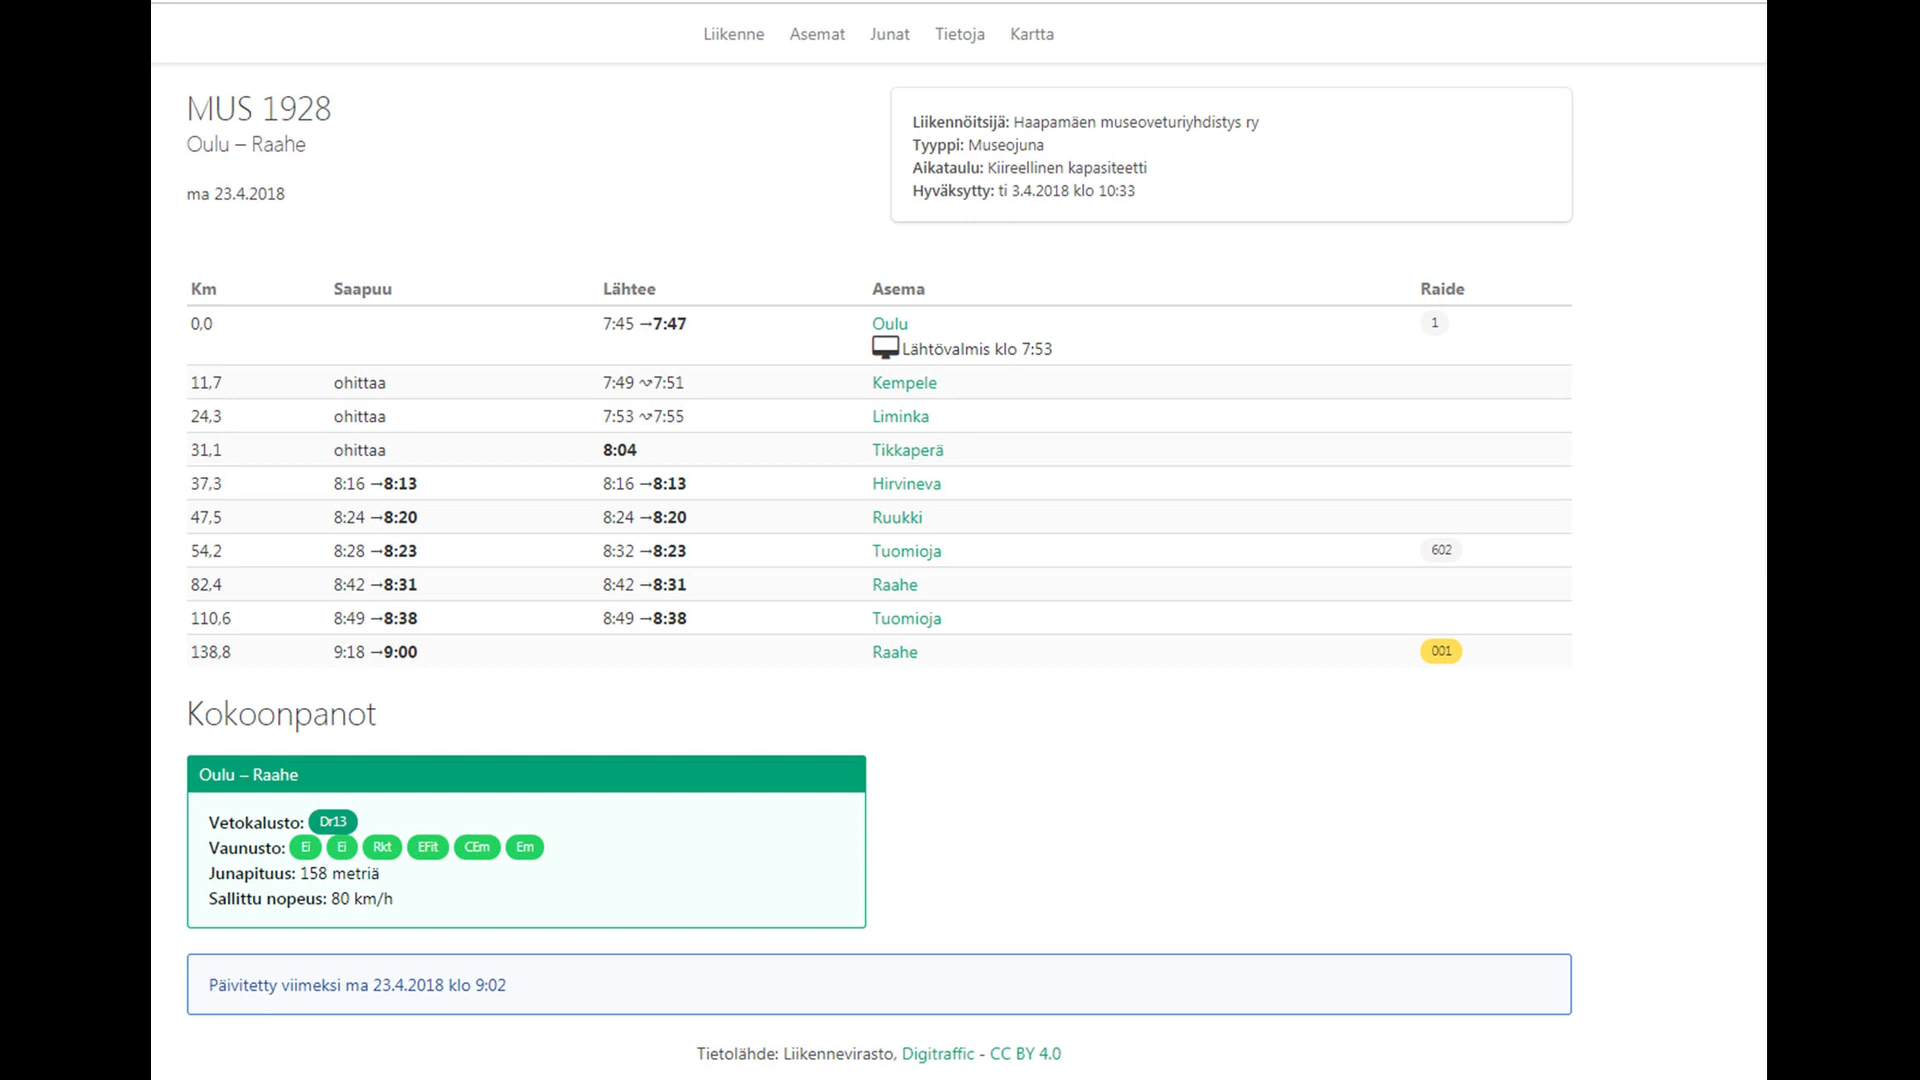 Liikenne Asemat Junat Tietoja Kartta
MUS 1928
Oulu – Raahe
ma 23.4.2018
Liikennöitsijä: Haapamäen museoveturiyhdistys ry
Tyyppi: Museojuna
Aikataulu: Kiireellinen kapasiteetti
Hyväksytty: ti 3.4.2018 klo 10:33
Km Saapuu Lähtee Asema Raide
0,0 7:45 →7:47 Oulu 1
Lähtövalmis klo 7:53
11,7 ohittaa 7:49 ↝7:51 Kempele
24,3 ohittaa 7:53 ↝7:55 Liminka
31,1 ohittaa 8:04 Tikkaperä
37,3 8:16 →8:13 8:16 →8:13 Hirvineva
47,5 8:24 →8:20 8:24 →8:20 Ruukki
54,2 8:28 →8:23 8:32 →8:23 Tuomioja 602
82,4 8:42 →8:31 8:42 →8:31 Raahe
110,6 8:49 →8:38 8:49 →8:38 Tuomioja
138,8 9:18 →9:00 Raahe 001
Kokoonpanot
Oulu – Raahe
Vetokalusto: Dr13
Vaunusto: Ei Ei Rkt EFit CEm Em
Junapituus: 158 metriä
Sallittu nopeus: 80 km/h
Päivitetty viimeksi ma 23.4.2018 klo 9:02
Tietolähde: Liikennevirasto, Digitraffic - CC BY 4.0